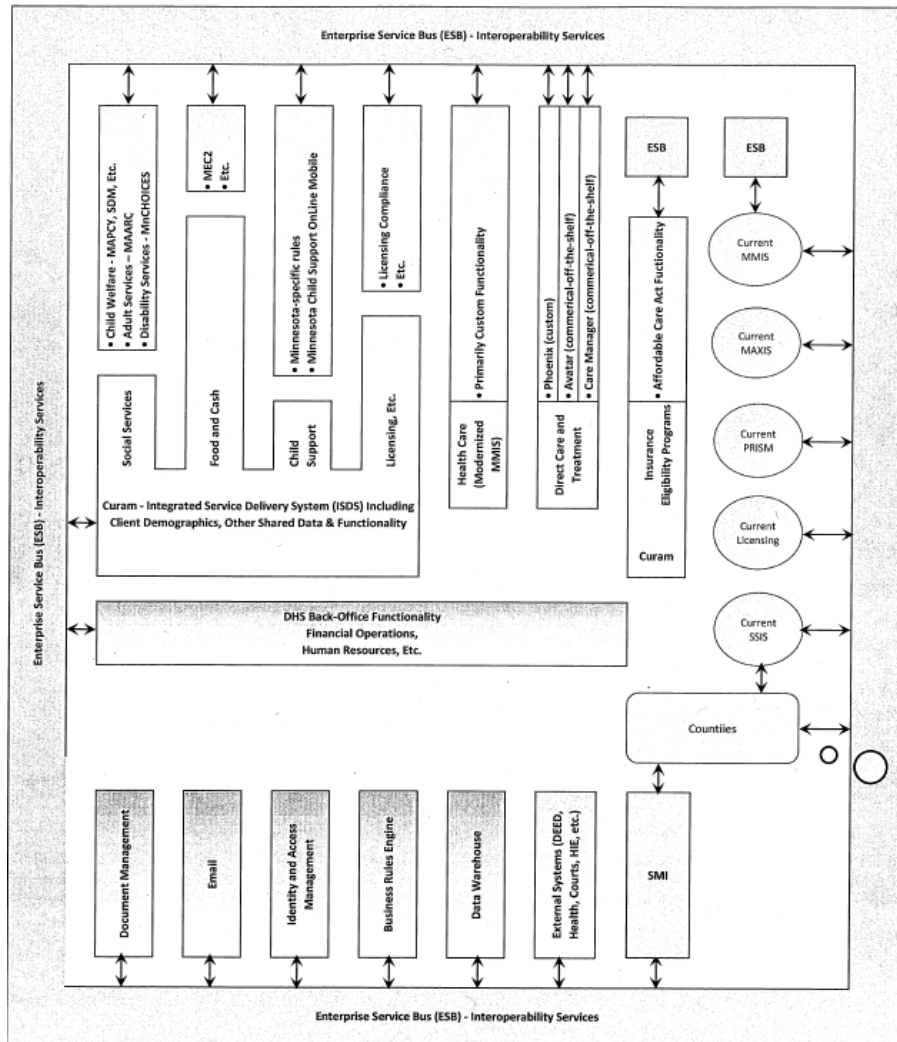 Enterprise Service Bus (ESB) - Interoperability Services
• Child Welfare - MAPCY, SDM, Etc.
• Adult Services – MAARC
• Disability Services - MnCHOICES
• MEC2
• Etc.
• Minnesota-specific rules
• Minnesota Child Support OnLine Mobile
• Licensing Compliance
• Etc.
• Primarily Custom Functionality
• Phoenix (custom)
• Avatar (commerical-off-the-shelf)
• Care Manager (commerical-off-the-shelf)
ESB
ESB
• Affordable Care Act Fuctionality
Current
MMIS
Current
MAXIS
Current
PRISM
Current
Licensing
Current
SSIS
Enterprise Service Bus (ESB) - Interoperability Services
Social Services
Food and Cash
Child
Support
Licensing, Etc.
Health Care
(Modernized
MMIS)
Direct Care and
Treatment
Insurance
Eligibility Programs
Curam
Curam - Integrated Service Delivery System (ISDS) Including
Client Demographics, Other Shared Data & Functionality
DHS Back-Office Functionality
Financial Operations,
Human Resources, Etc.
Countiies
Document Management
Email
Identity and Access
Management
Business Rules Engine
Data Warehouse
External Systems (DEED,
Health, Courts, HIE, etc.)
SMI
Enterprise Service Bus (ESB) - Interoperability Services